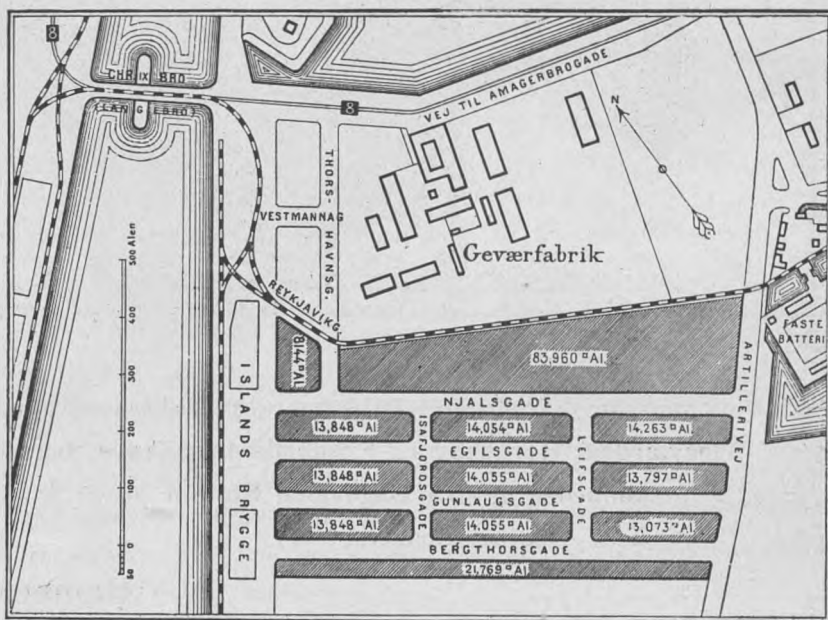 8
CHR IX BRO
(LANGEBRO)
8
VEJ TIL AMAGERBROGADE
N
THORS-
HAVNSG.
VESTMANNAG
Geværfabrik
REYKJAVIKG.
500 Alen
400
300
200
100
0
50
FASTE
BATTERI
ARTILLERIVEJ
ISLANDS BRYGGE
8144 □ Al.
83,960 □ Al.
NJALSGADE
13,848 □ Al.
14,054 □ Al.
14,263 □ Al.
ISAFJORDSGADE
LEIFSGADE
EGILSGADE
13,848 □ Al.
14,055 □ Al.
13,797 □ Al.
GUNLAUGSGADE
13,848 □ Al.
14,055 □ Al.
13,073 □ Al.
BERGTHORSGADE
21,769 □ Al.